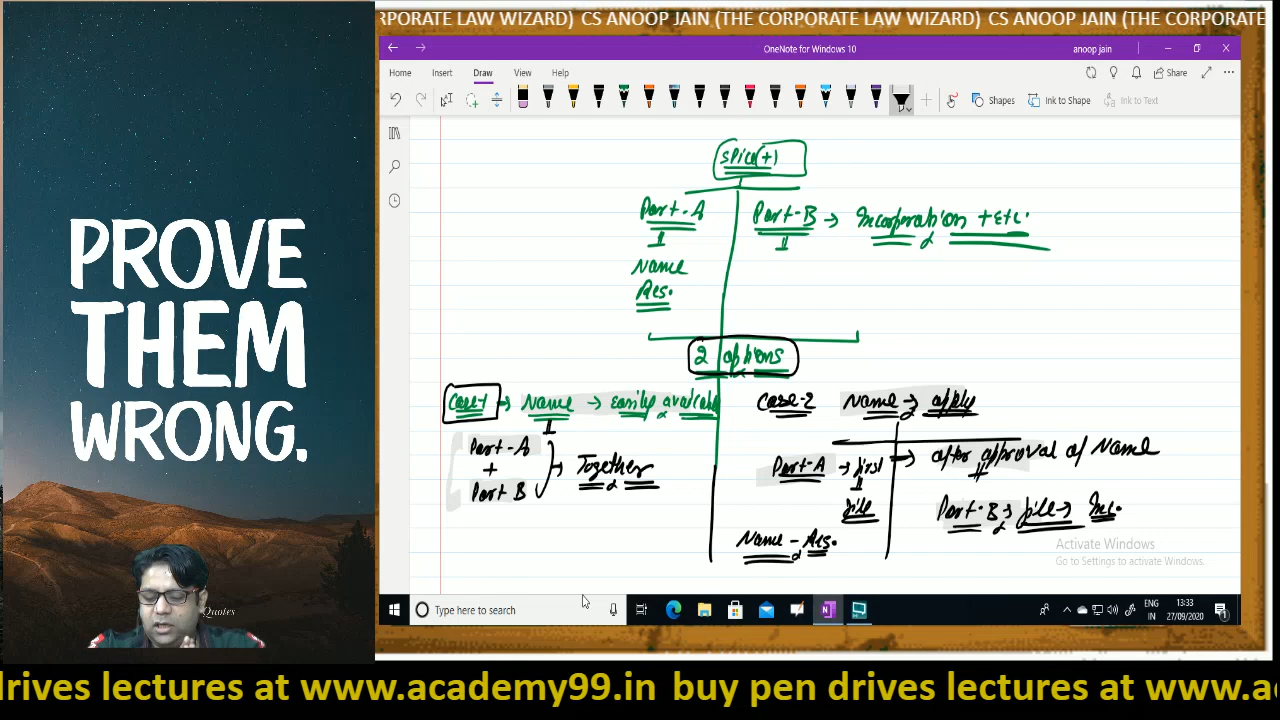 RPORATE LAW WIZARD) CS ANOOP JAIN (THE CORPORATE LAW WIZARD) CS ANOOP JAIN (THE CORPORATE
OneNote for Windows 10
anoop jain
Home Insert Draw View Help
Share
Shapes
Ink to Shape
Ink to Text
PROVE
THEM
WRONG.
Quotes
SPice(+)
Part-A
Part-B → Incorporation + Etc.
Name
Res.
2 options
Case-1 → Name → easily available
Part-A
+
Part B
Together
Case-2 Name → apply
Part-A → first → after approval of Name
file
Part-B → file → Inc.
Name - Res.
Activate Windows
Go to Settings to activate Windows.
Type here to search
ENG
IN
13:33
27/09/2020
drives lectures at www.academy99.in buy pen drives lectures at www.a